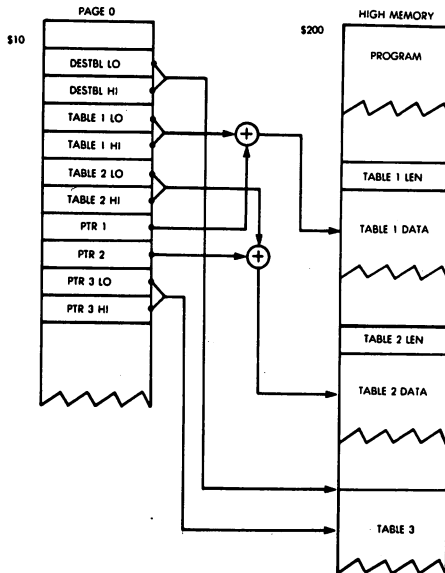 PAGE 0
$10
DESTBL LO
DESTBL HI
TABLE 1 LO
TABLE 1 HI
TABLE 2 LO
TABLE 2 HI
PTR 1
PTR 2
PTR 3 LO
PTR 3 HI
HIGH MEMORY
$200
PROGRAM
TABLE 1 LEN
TABLE 1 DATA
TABLE 2 LEN
TABLE 2 DATA
TABLE 3